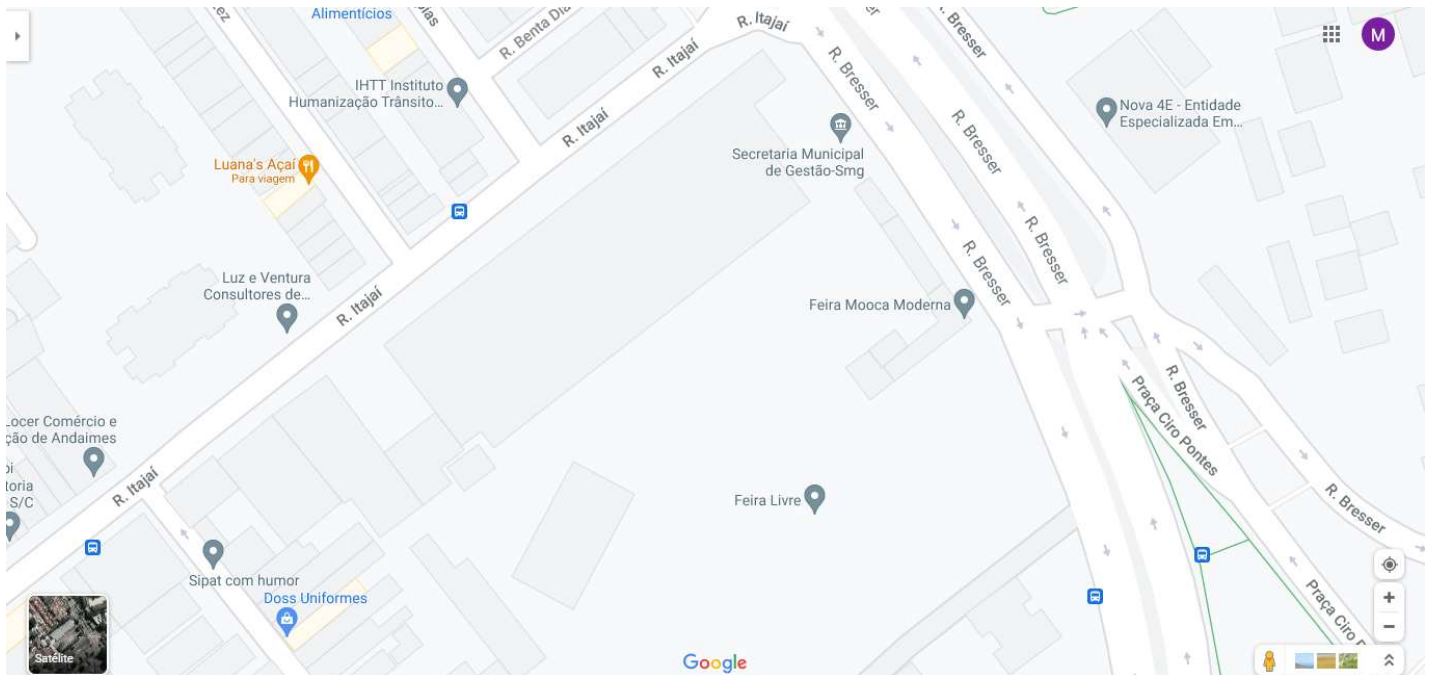 Alimentícios
R. Benta Dia
R. Itajaí
R. Bresser
R. Bresser
M
IHTT Instituto
Humanização Trânsito...
R. Itajaí
R. Bresser
Nova 4E - Entidade
Especializada Em...
R. Itajaí
Secretaria Municipal
de Gestão-Smg
Luana's Açaí
Para viagem
R. Bresser
R. Bresser
Luz e Ventura
Consultores de...
R. Itajaí
Feira Mooca Moderna
R. Bresser
Praça Ciro Pontes
Locer Comércio e
ção de Andaimes
toria
S/C
R. Itajaí
Feira Livre
R. Bresser
Sipat com humor
Doss Uniformes
Praça Ciro P
Satélite
Google